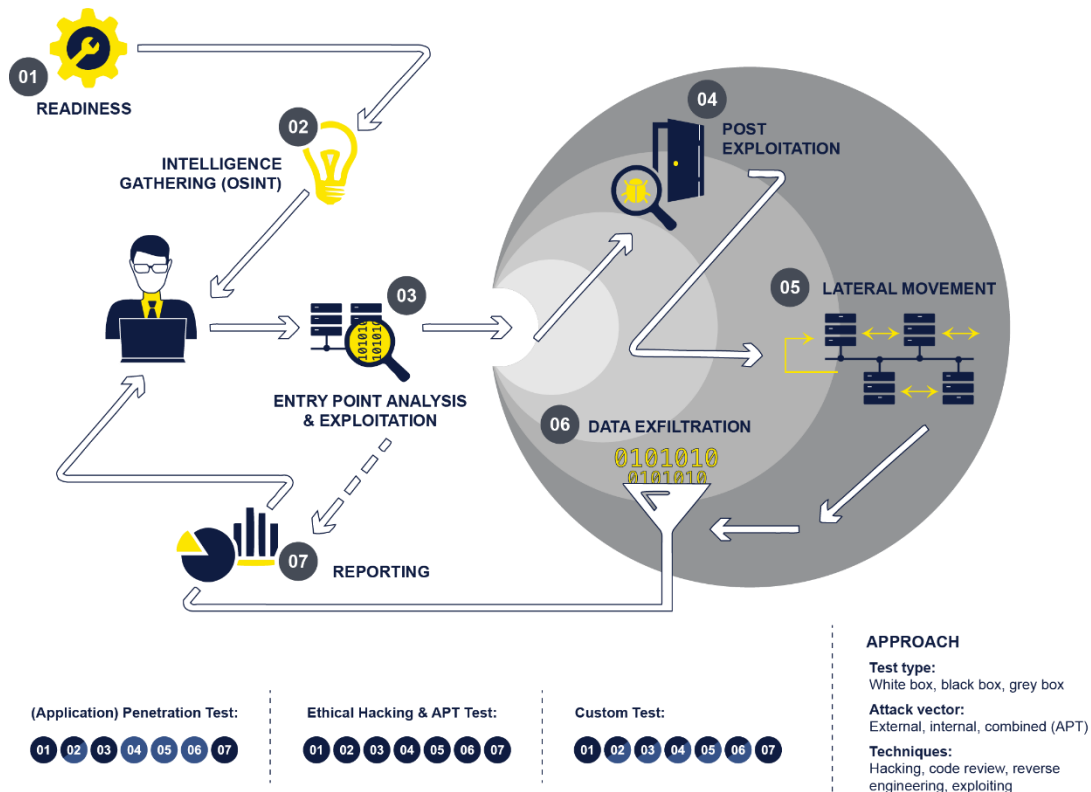 01
READINESS
02
INTELLIGENCE
GATHERING (OSINT)
03
ENTRY POINT ANALYSIS
& EXPLOITATION
10101
10101
04
POST
EXPLOITATION
05
LATERAL MOVEMENT
06
DATA EXFILTRATION
0101010
0101010
07
REPORTING
(Application) Penetration Test:
01 02 03 04 05 06 07
Ethical Hacking & APT Test:
01 02 03 04 05 06 07
Custom Test:
01 02 03 04 05 06 07
APPROACH
Test type:
White box, black box, grey box
Attack vector:
External, internal, combined (APT)
Techniques:
Hacking, code review, reverse
engineering, exploiting